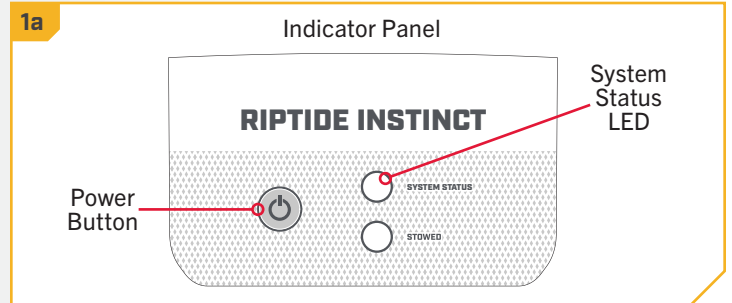 1a
Indicator Panel
System
Status
LED
RIPTIDE INSTINCT
SYSTEM STATUS
Power
Button
STOWED